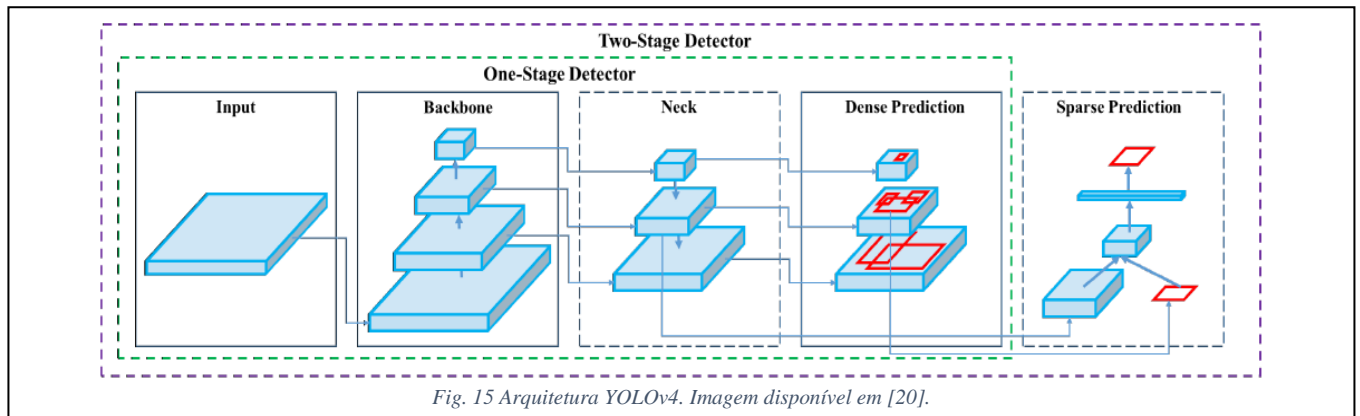 Two-Stage Detector
One-Stage Detector
Input
Backbone
Neck
Dense Prediction
Sparse Prediction
Fig. 15 Arquitetura YOLOv4. Imagem disponível em [20].